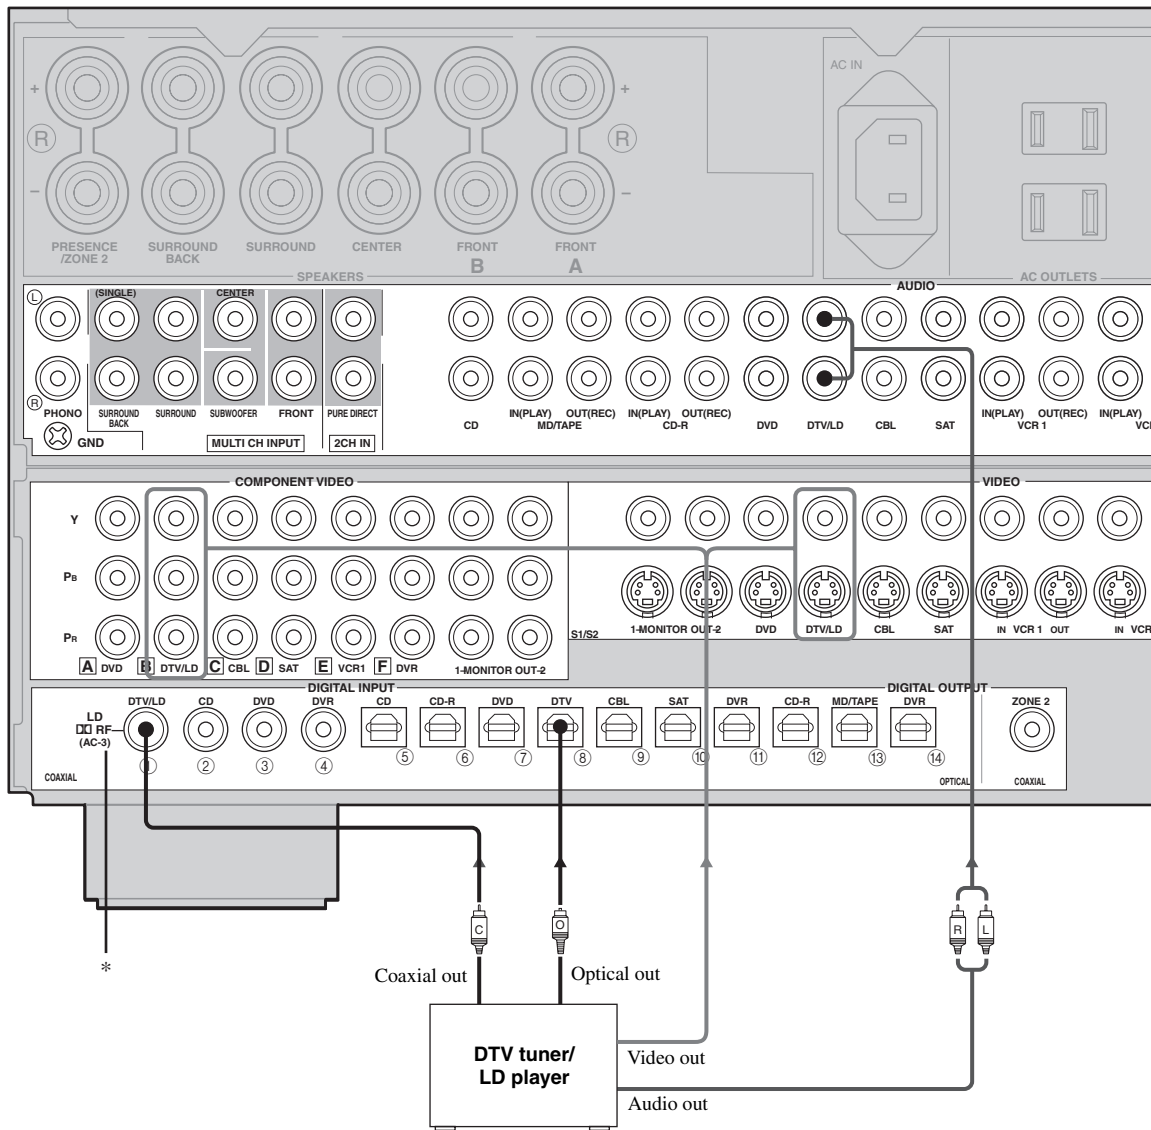 AC IN
+ +
R R
– –
PRESENCE /ZONE 2
SURROUND BACK
SURROUND
CENTER
FRONT B
FRONT A
SPEAKERS
AC OUTLETS
AUDIO
L
(SINGLE)
CENTER
R
PHONO
SURROUND BACK
SURROUND
SUBWOOFER
FRONT
PURE DIRECT
CD
IN(PLAY) OUT(REC)
MD/TAPE
IN(PLAY) OUT(REC)
CD-R
DVD
DTV/LD
CBL
SAT
IN(PLAY) OUT(REC)
VCR 1
IN(PLAY)
VC
GND
MULTI CH INPUT
2CH IN
COMPONENT VIDEO
VIDEO
Y
PB
PR
A DVD
B DTV/LD
C CBL
D SAT
E VCR1
F DVR
1-MONITOR OUT-2
S1/S2
1-MONITOR OUT-2
DVD
DTV/LD
CBL
SAT
IN VCR 1 OUT
IN VCR
DIGITAL INPUT
DIGITAL OUTPUT
DTV/LD CD DVD DVR CD CD-R DVD DTV CBL SAT DVR CD-R MD/TAPE DVR ZONE 2
LD
RF
(AC-3)
① ② ③ ④ ⑤ ⑥ ⑦ ⑧ ⑨ ⑩ ⑪ ⑫ ⑬ ⑭
COAXIAL
OPTICAL
COAXIAL
C
O
R
L
*
Coaxial out
Optical out
DTV tuner/
LD player
Video out
Audio out